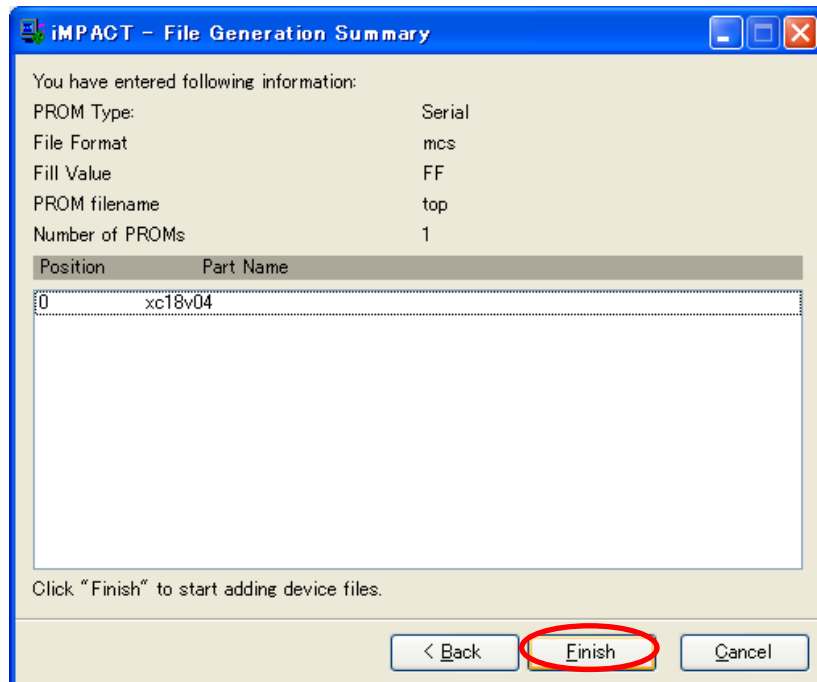 iMPACT - File Generation Summary
You have entered following information:
PROM Type: Serial
File Format mcs
Fill Value FF
PROM filename top
Number of PROMs 1
Position Part Name
0 xc18v04
Click "Finish" to start adding device files.
< Back Finish Cancel